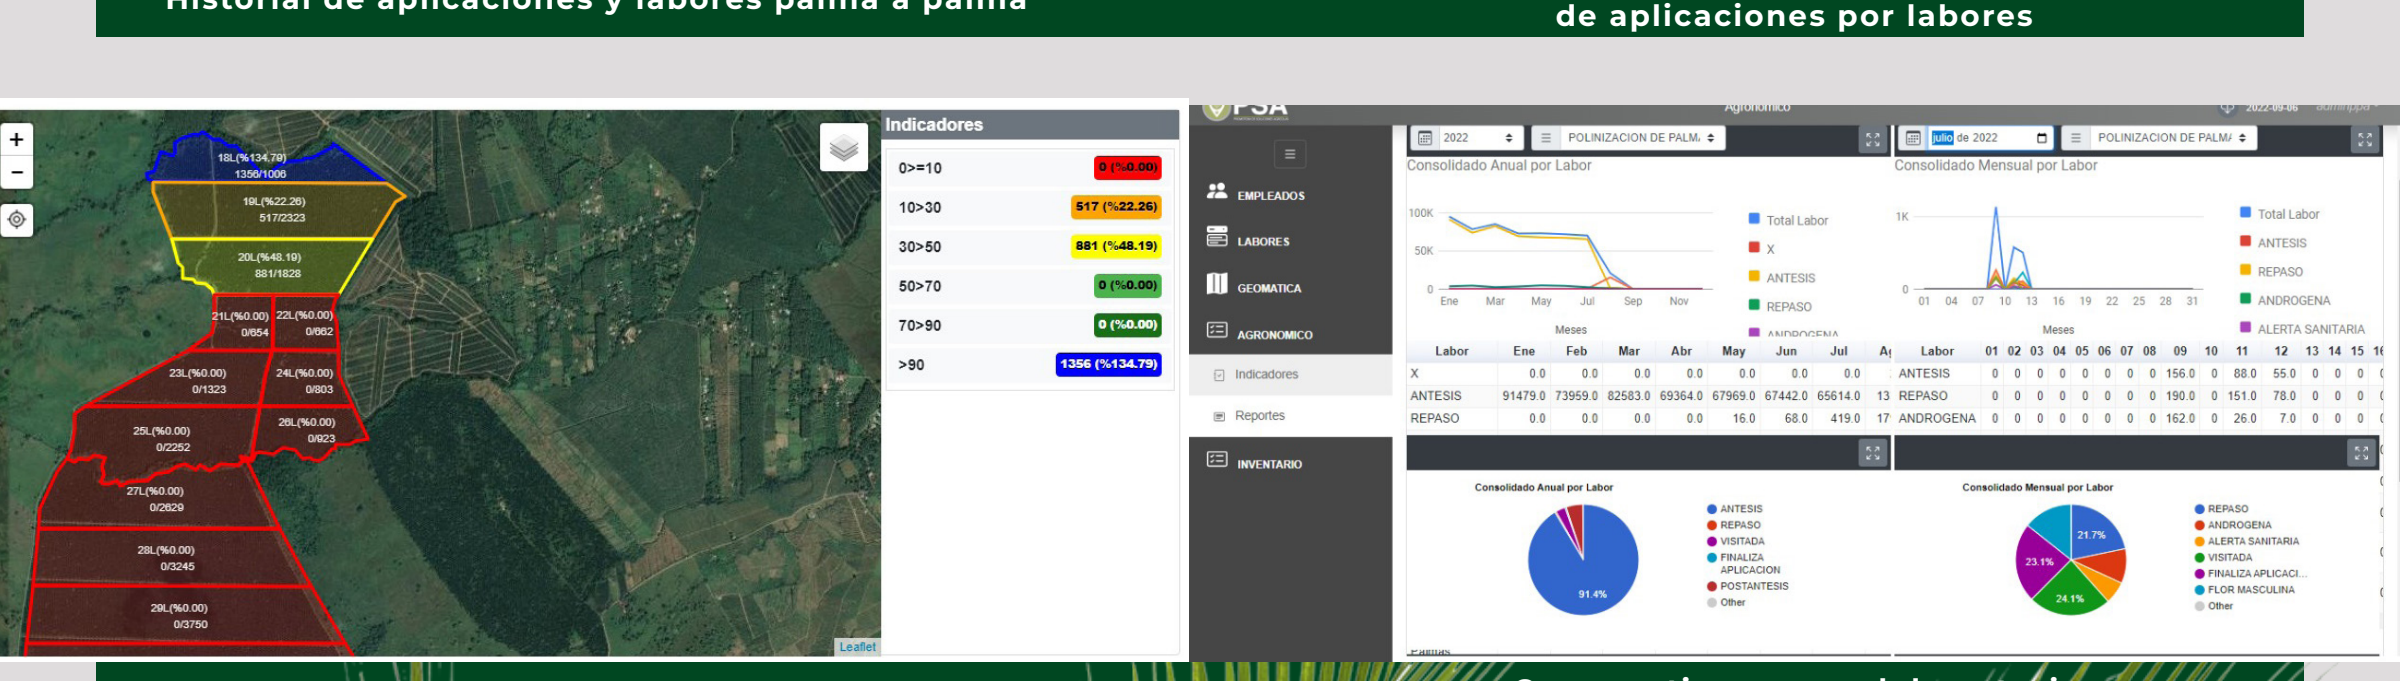 Historial de aplicaciones y labores palma a palma
de aplicaciones por labores
+
−
18L(%134.79)
1356/1006
19L(%22.26)
517/2323
20L(%48.19)
881/1828
21L(%0.00)
0/654
22L(%0.00)
0/662
23L(%0.00)
0/1323
24L(%0.00)
0/803
25L(%0.00)
0/2252
26L(%0.00)
0/923
27L(%0.00)
0/2629
28L(%0.00)
0/3245
29L(%0.00)
0/3750
Leaflet
Indicadores
0>=10 0 (%0.00)
10>30 517 (%22.26)
30>50 881 (%48.19)
50>70 0 (%0.00)
70>90 0 (%0.00)
>90 1356 (%134.79)
PSA
Agronomico
2022-09-06 adminppa
EMPLEADOS
LABORES
GEOMATICA
AGRONOMICO
Indicadores
Reportes
INVENTARIO
2022 POLINIZACION DE PALM
Consolidado Anual por Labor
100K
50K
0
Ene Mar May Jul Sep Nov
Meses
Total Labor
X
ANTESIS
REPASO
ANDROGENA
Labor Ene Feb Mar Abr May Jun Jul
X 0.0 0.0 0.0 0.0 0.0 0.0 0.0
ANTESIS 91479.0 73959.0 82583.0 69364.0 67969.0 67442.0 65614.0 13
REPASO 0.0 0.0 0.0 0.0 16.0 68.0 419.0 17
julio de 2022 POLINIZACION DE PALM
Consolidado Mensual por Labor
1K
0
01 04 07 10 13 16 19 22 25 28 31
Meses
Total Labor
ANTESIS
REPASO
ANDROGENA
ALERTA SANITARIA
Labor 01 02 03 04 05 06 07 08 09 10 11 12 13 14 15 16
ANTESIS 0 0 0 0 0 0 0 0 156.0 0 88.0 55.0 0 0 0
REPASO 0 0 0 0 0 0 0 0 190.0 0 151.0 78.0 0 0 0
ANDROGENA 0 0 0 0 0 0 0 0 162.0 0 26.0 7.0 0 0 0
Consolidado Anual por Labor
91.4%
ANTESIS
REPASO
VISITADA
FINALIZA
APLICACION
POSTANTESIS
Other
Palmas
Consolidado Mensual por Labor
21.7%
23.1%
24.1%
REPASO
ANDROGENA
ALERTA SANITARIA
VISITADA
FINALIZA APLICACI...
FLOR MASCULINA
Other